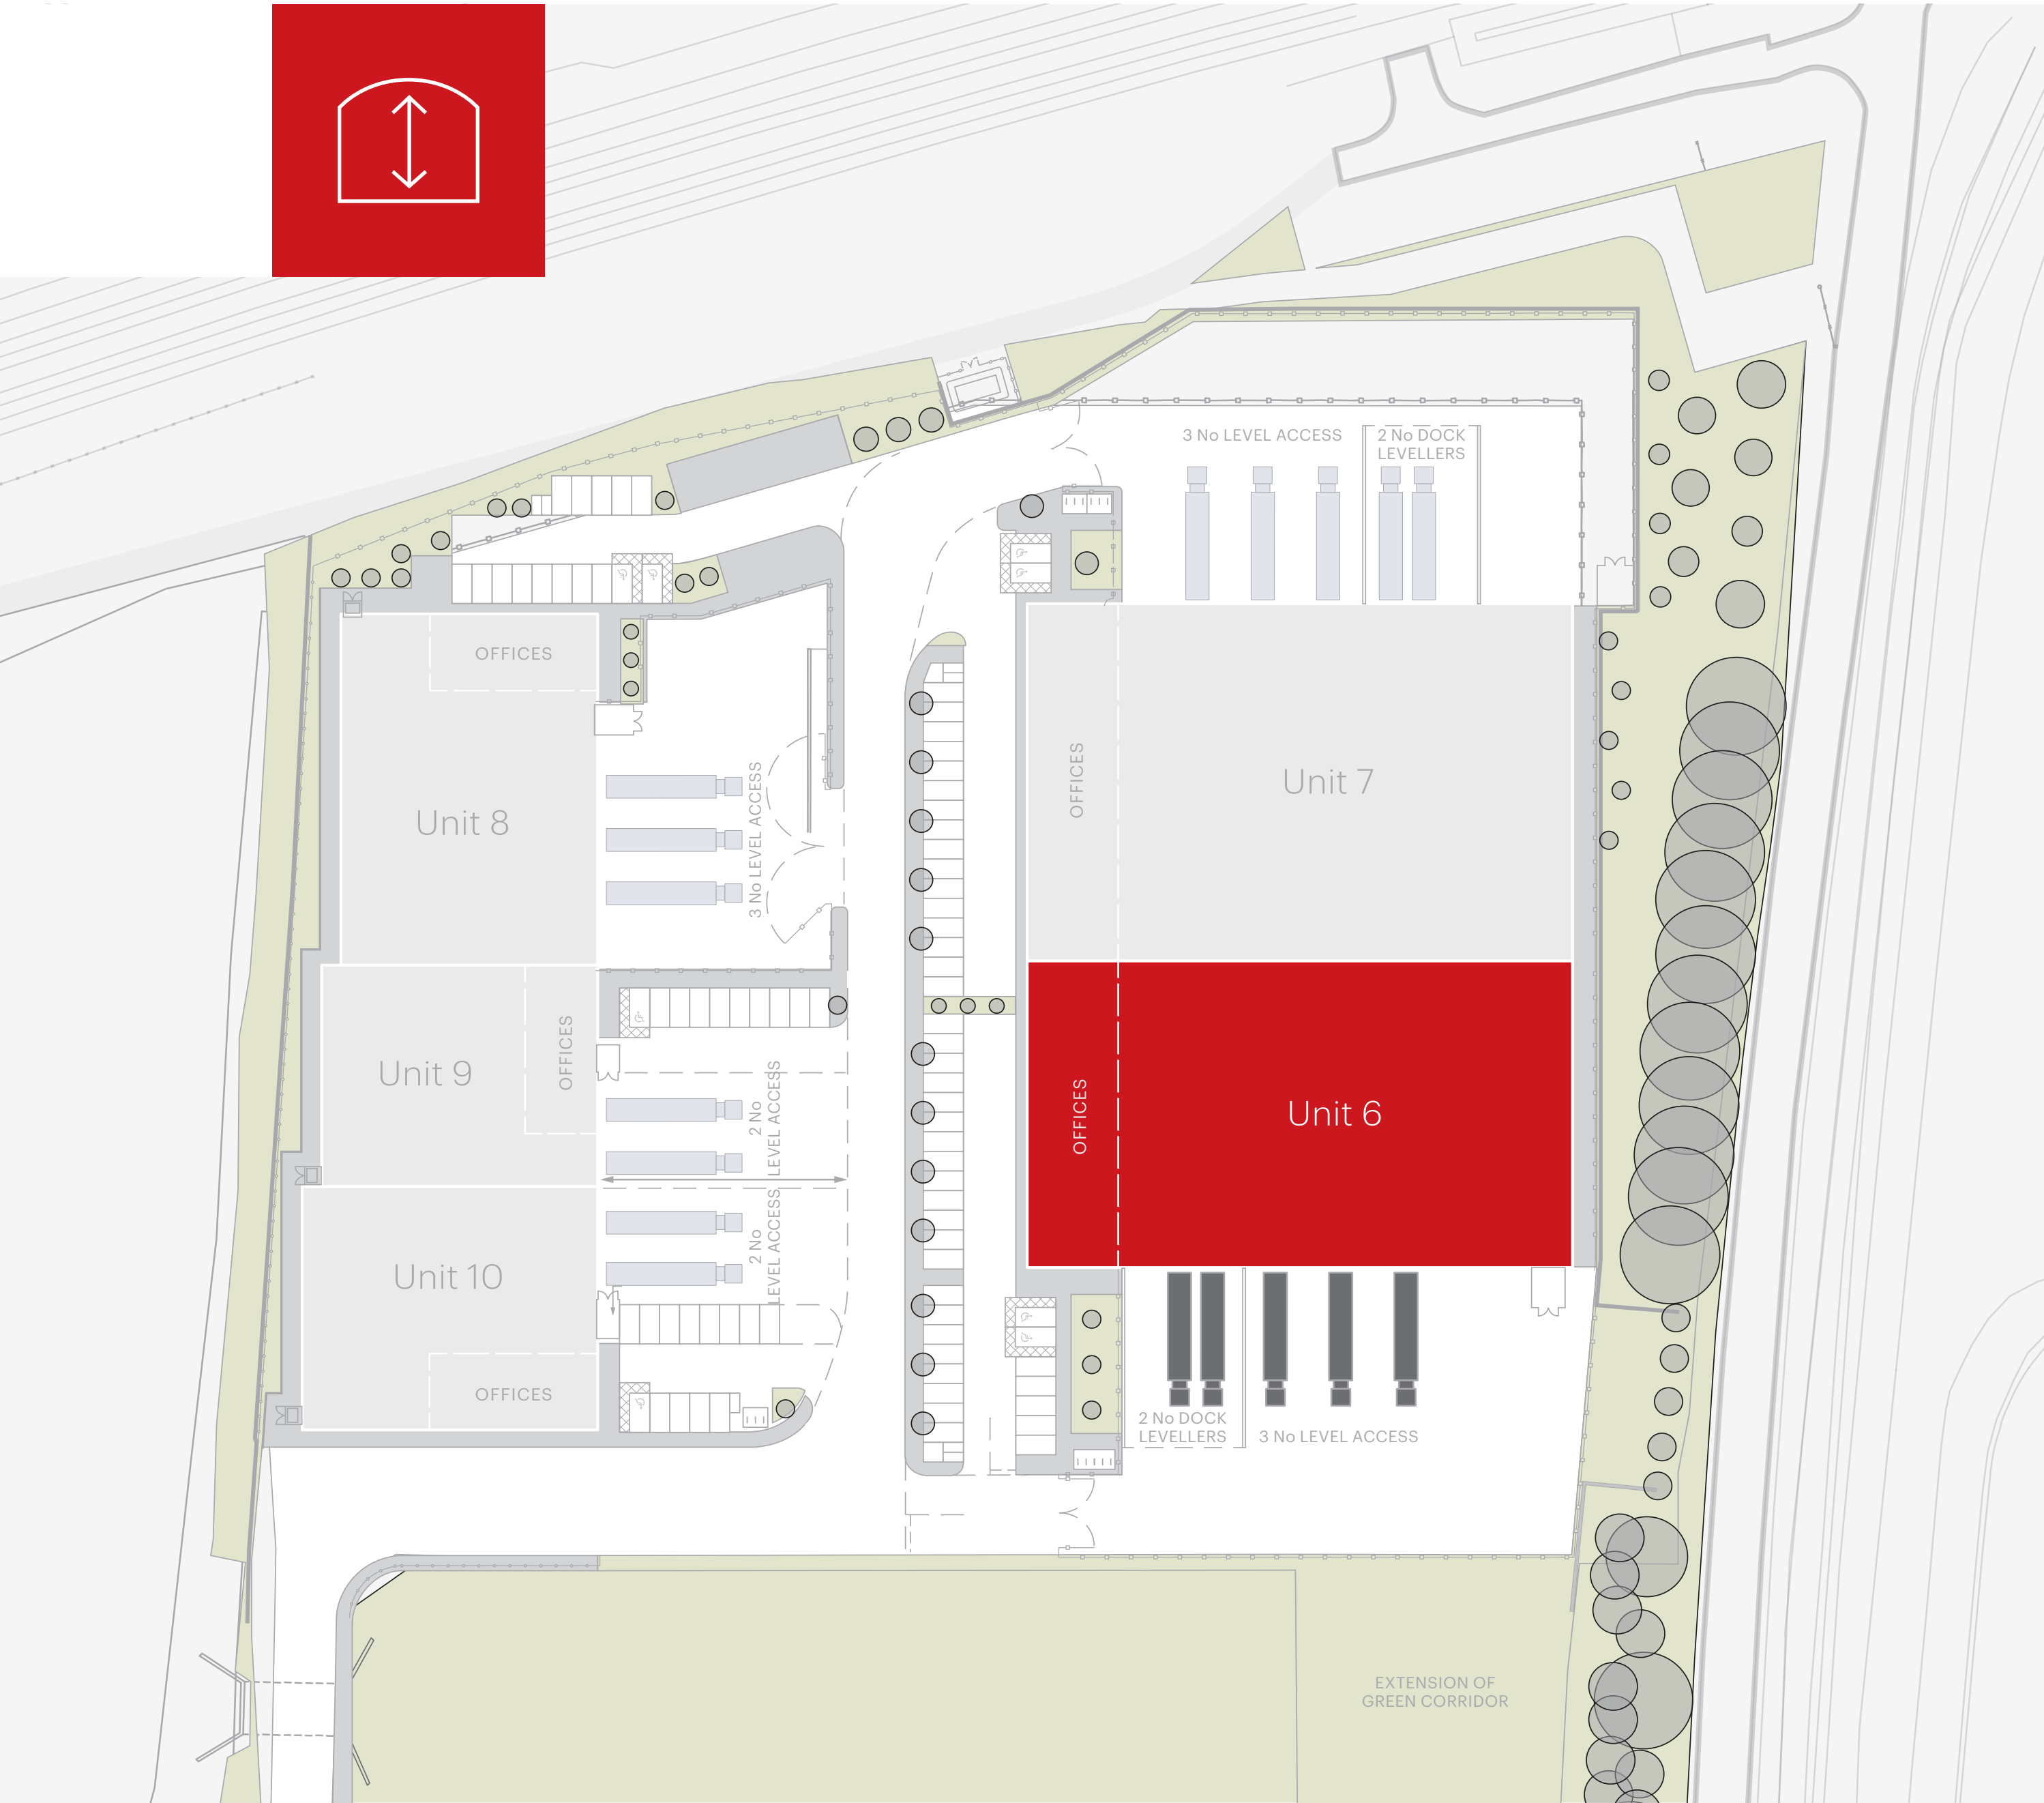 3 No LEVEL ACCESS
2 No DOCK
LEVELLERS
OFFICES
Unit 8
3 No LEVEL ACCESS
OFFICES
Unit 7
Unit 9
OFFICES
2 No
LEVEL ACCESS
OFFICES
Unit 6
Unit 10
OFFICES
2 No
LEVEL ACCESS
2 No DOCK
LEVELLERS
3 No LEVEL ACCESS
EXTENSION OF
GREEN CORRIDOR